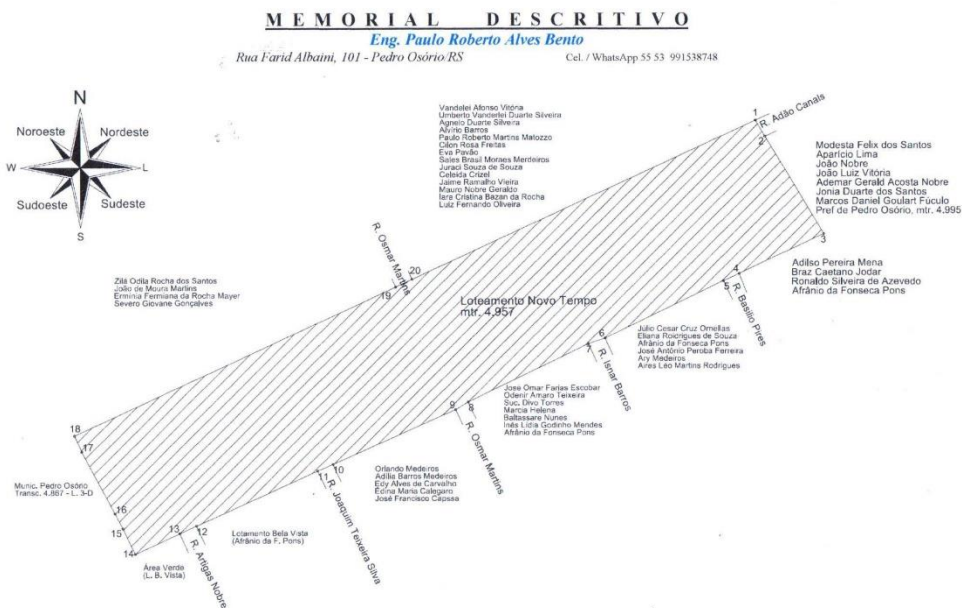 MEMORIAL DESCRITIVO
Eng. Paulo Roberto Alves Bento
Rua Farid Albaini, 101 - Pedro Osório/RS
Cel. / WhatsApp 55 53 991538748
N
Noroeste
Nordeste
W
L
Sudoeste
Sudeste
S
Vandelei Afonso Vitória
Umberto Vanderlei Duarte Silveira
Agnelo Duarte Silveira
Alvirio Barros
Paulo Roberto Martins Matozzo
Cilon Rosa Freitas
Eva Pavão
Sales Brasil Moraes Merdeiros
Juraci Souza de Souza
Celeida Crizel
Jaime Ramalho Vieira
Mauro Nobre Geraldo
Iare Cristina Bazan da Rocha
Luiz Fernando Oliveira
1
R. Adão Canals
2
Modesta Felix dos Santos
Aparício Lima
João Nobre
João Luiz Vitória
Ademar Gerald Acosta Nobre
Jonia Duarte dos Santos
Marcos Daniel Goulart Fúculo
Pref de Pedro Osório, mtr. 4.995
3
R. Osmar Martins
20
19
Zilá Odila Rocha dos Santos
João de Moura Martins
Erminia Fermiana da Rocha Mayer
Severo Giovane Gonçalves
Loteamento Novo Tempo
mtr. 4.957
Adilso Pereira Mena
Braz Caetano Jodar
Ronaldo Silveira de Azevedo
Afrânio da Fonseca Pons
4
5
R. Basilio Pires
Júlio Cesar Cruz Ornellas
Eliana Roidrigues de Souza
Afrânio da Fonseca Pons
José Antônio Peroba Ferreira
Ary Medeiros
Aires Léo Martins Rodrigues
6
7
R. Isnar Barros
José Omar Farias Escobar
Odenir Amaro Teixeira
Suc. Divo Torres
Marcia Helena
Baltassare Nunes
Inês Lídia Godinho Mendes
Afrânio da Fonseca Pons
8
9
R. Osmar Martins
Orlando Medeiros
Adília Barros Medeiros
Edy Alves de Carvalho
Edina Maria Calegaro
José Francisco Capssa
10
11
R. Joaquim Teixeira Silva
18
17
Munic. Pedro Osório
Transc. 4.867 - L. 3-D
16
15
14
13
12
Lotamento Bela Vista
(Afrânio da F. Pons)
R. Artigas Nobre
Área Verde
(L. B. Vista)